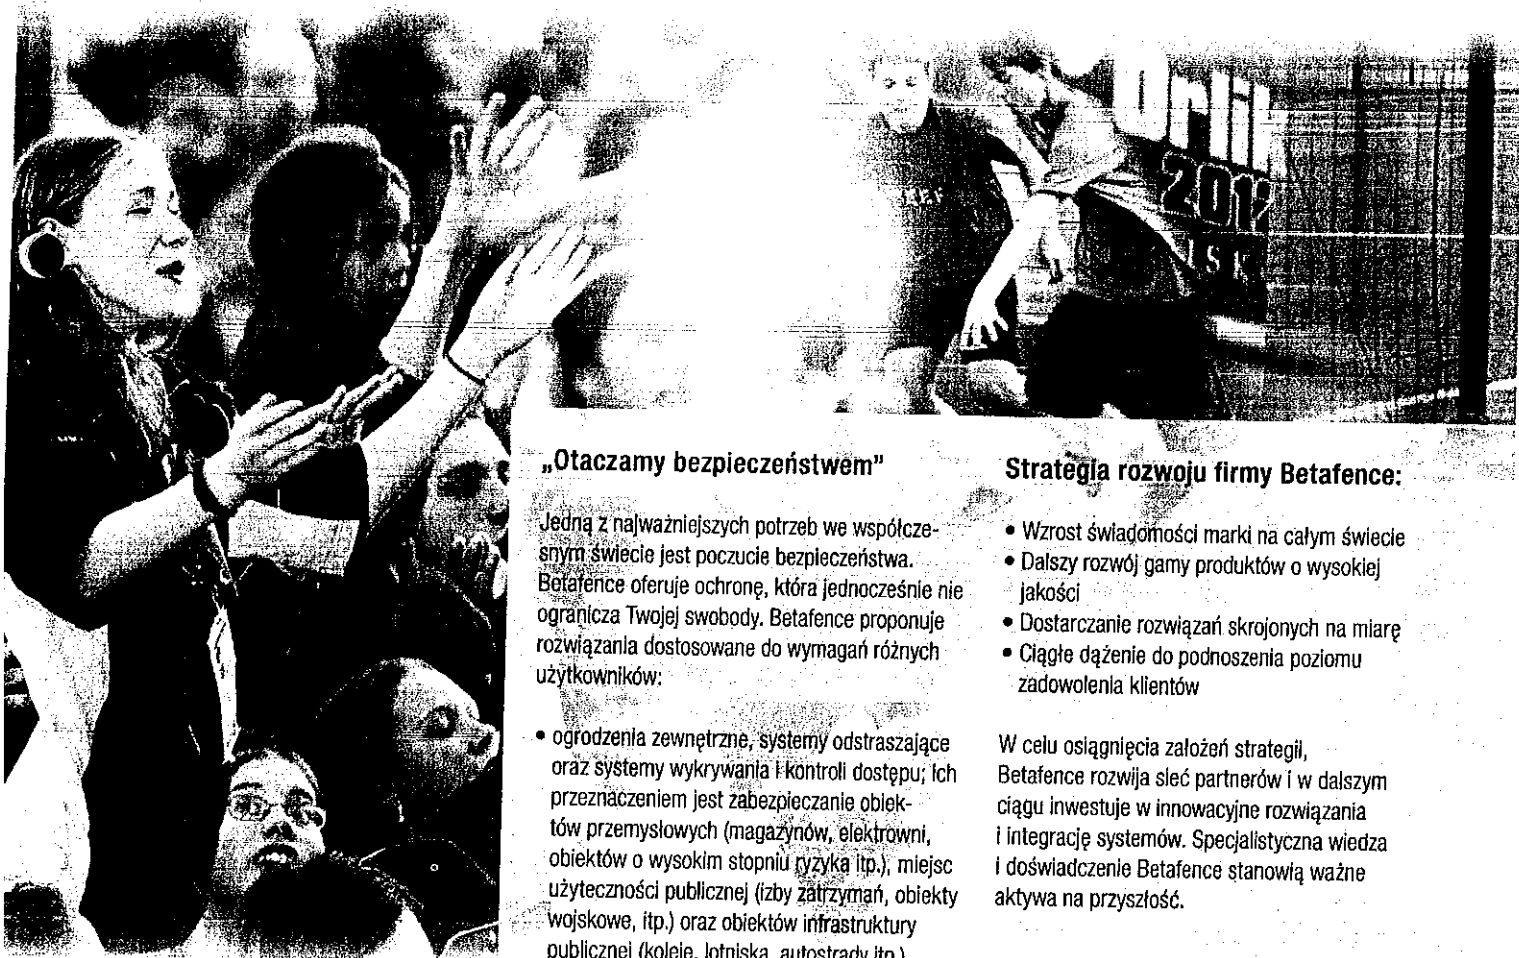 2012
„Otaczamy bezpieczeństwem”
Jedną z najważniejszych potrzeb we współcze-
snym świecie jest poczucie bezpieczeństwa.
Betafence oferuje ochronę, która jednocześnie nie
ogranicza Twojej swobody. Betafence proponuje
rozwiązania dostosowane do wymagań różnych
użytkowników:
• ogrodzenia zewnętrzne, systemy odstraszające
oraz systemy wykrywania i kontroli dostępu; ich
przeznaczeniem jest zabezpieczanie obiek-
tów przemysłowych (magazynów, elektrowni,
obiektów o wysokim stopniu ryzyka itp.), miejsc
użyteczności publicznej (izby zatrzymań, obiekty
wojskowe, itp.) oraz obiektów infrastruktury
publicznej (koleje, lotniska, autostrady itp.)
Strategia rozwoju firmy Betafence:
• Wzrost świadomości marki na całym świecie
• Dalszy rozwój gamy produktów o wysokiej
jakości
• Dostarczanie rozwiązań skrojonych na miarę
• Ciągłe dążenie do podnoszenia poziomu
zadowolenia klientów
W celu osiągnięcia założeń strategii,
Betafence rozwija sieć partnerów i w dalszym
ciągu inwestuje w innowacyjne rozwiązania
i integrację systemów. Specjalistyczna wiedza
i doświadczenie Betafence stanowią ważne
aktywa na przyszłość.